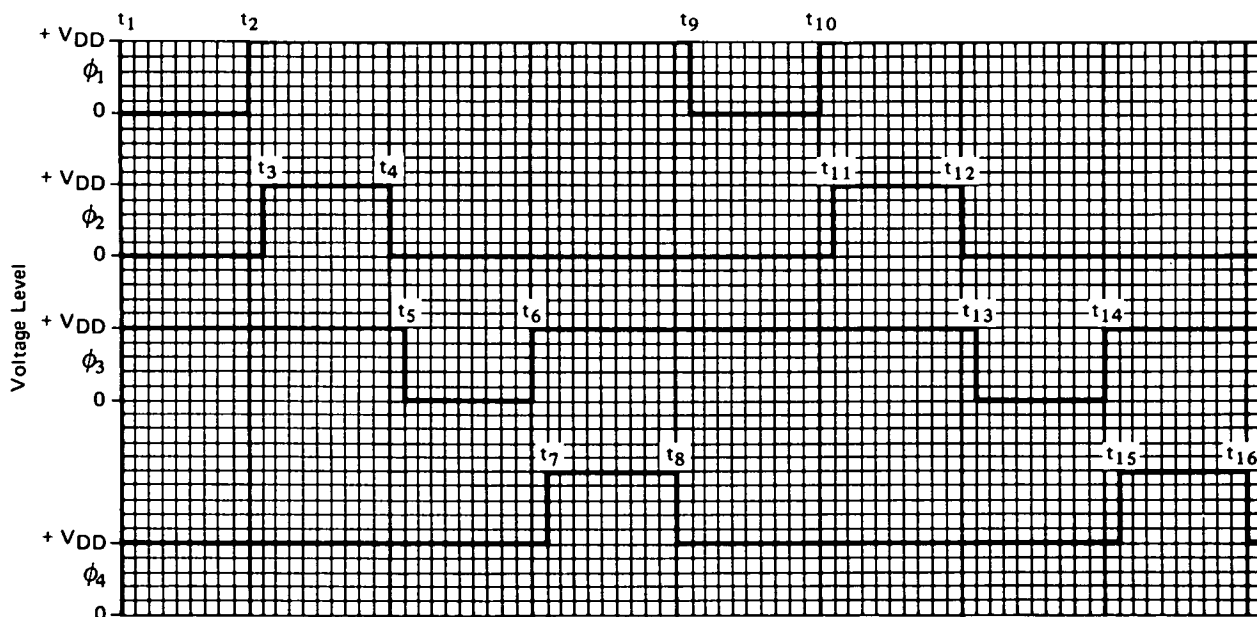 t1 t2 t9 t10
+ VDD
ϕ1
0
t3 t4 t11 t12
+ VDD
ϕ2
0
t5 t6 t13 t14
+ VDD
ϕ3
0
t7 t8 t15 t16
+ VDD
ϕ4
0
Voltage Level